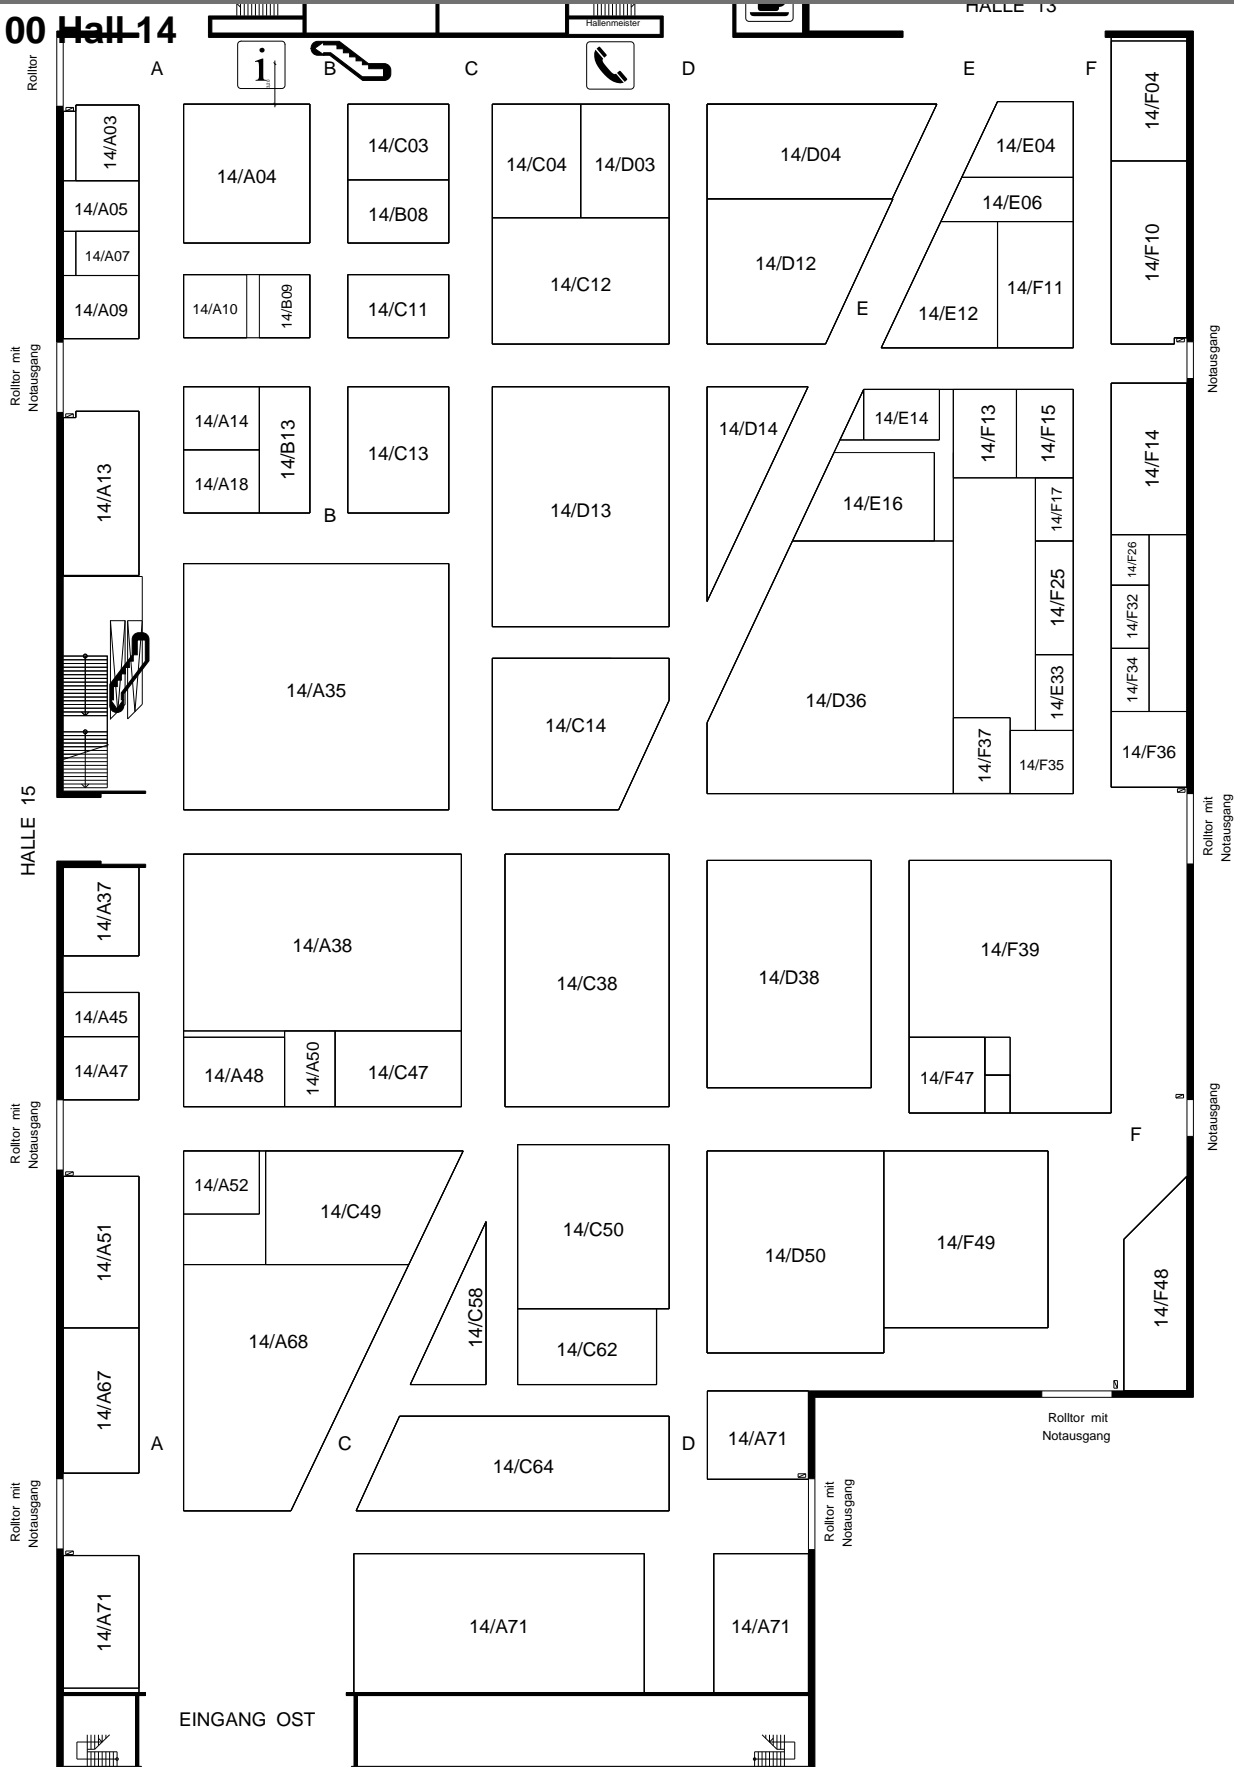 HALLE 13
00 Hall 14
Hallenmeister
Rolltor
A
i
B
C
D
E
F
14/A03
14/A04
14/C03
14/C04
14/D03
14/D04
14/E04
14/F04
14/A05
14/B08
14/E06
14/A07
14/C12
14/D12
14/F10
14/A09
14/A10
14/B09
14/C11
14/E12
14/F11
E
Rolltor mit
Notausgang
Notausgang
14/A13
14/A14
14/B13
14/C13
14/D13
14/D14
14/E14
14/F13
14/F15
14/F14
14/A18
14/E16
14/F17
B
14/F26
14/F25
14/F32
14/F34
14/E33
14/A35
14/C14
14/D36
14/F37
14/F35
14/F36
HALLE 15
Rolltor mit
Notausgang
14/A37
14/A38
14/C38
14/D38
14/F39
14/A45
14/A47
14/A48
14/A50
14/C47
14/F47
Rolltor mit
Notausgang
Notausgang
F
14/A51
14/A52
14/C49
14/C50
14/D50
14/F49
14/F48
14/C58
14/A68
14/C62
14/A67
A
C
D
14/A71
14/C64
Rolltor mit
Notausgang
Rolltor mit
Notausgang
Rolltor mit
Notausgang
14/A71
14/A71
14/A71
EINGANG OST